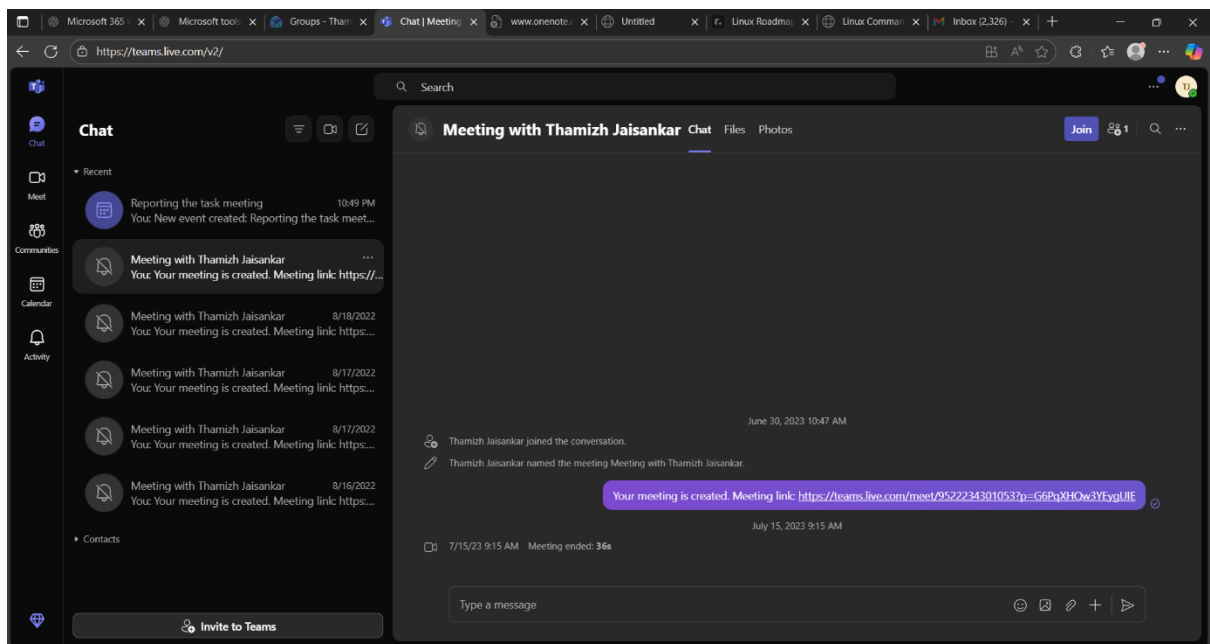 Microsoft 365
Microsoft tools
Groups - Tham
Chat | Meeting
www.onenote.
Untitled
Linux Roadmap
Linux Comman
Inbox (2,326) -
https://teams.live.com/v2/
Search
TJ
Chat
Meet
Communities
Calendar
Activity
Chat
Recent
Reporting the task meeting 10:49 PM
You: New event created: Reporting the task meet...
Meeting with Thamizh Jaisankar ...
You: Your meeting is created. Meeting link: https://...
Meeting with Thamizh Jaisankar 8/18/2022
You: Your meeting is created. Meeting link: https:...
Meeting with Thamizh Jaisankar 8/17/2022
You: Your meeting is created. Meeting link: https:...
Meeting with Thamizh Jaisankar 8/17/2022
You: Your meeting is created. Meeting link: https:...
Meeting with Thamizh Jaisankar 8/16/2022
You: Your meeting is created. Meeting link: https:...
Contacts
Invite to Teams
Meeting with Thamizh Jaisankar Chat Files Photos Join 1
June 30, 2023 10:47 AM
Thamizh Jaisankar joined the conversation.
Thamizh Jaisankar named the meeting Meeting with Thamizh Jaisankar.
Your meeting is created. Meeting link: https://teams.live.com/meet/9522234301053?p=G6PqXHQw3YEygUIE
July 15, 2023 9:15 AM
7/15/23 9:15 AM Meeting ended: 36s
Type a message